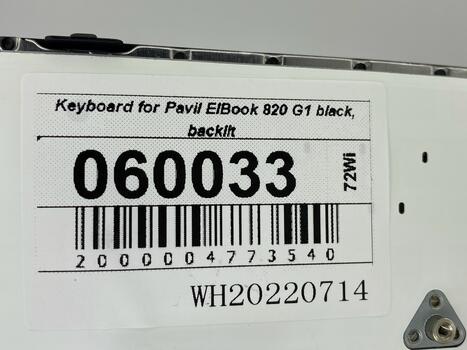 Keyboard for Pavil ElBook 820 G1 black,
backlit
060033
72Wi
2000004773540
WH20220714